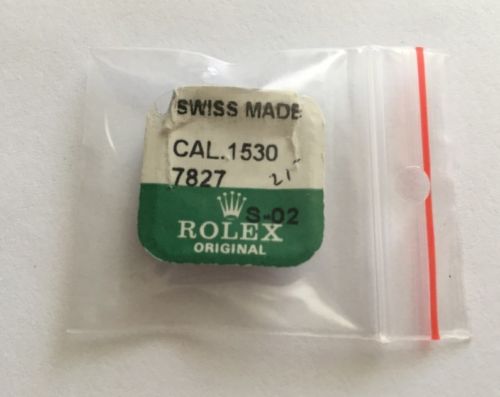 SWISS MADE
CAL.1530
7827 21
S-02
ROLEX
ORIGINAL